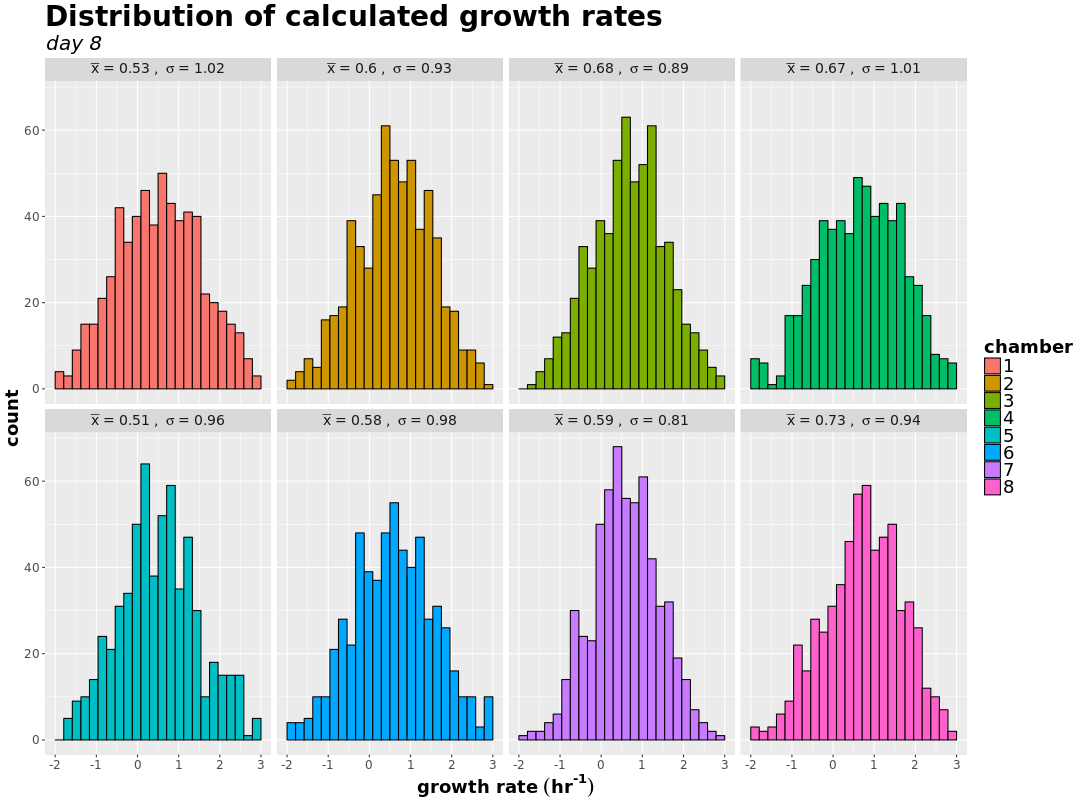 Distribution of calculated growth rates
day 8
x̅ = 0.53 , σ = 1.02
x̅ = 0.6 , σ = 0.93
x̅ = 0.68 , σ = 0.89
x̅ = 0.67 , σ = 1.01
60
40
20
0
x̅ = 0.51 , σ = 0.96
x̅ = 0.58 , σ = 0.98
x̅ = 0.59 , σ = 0.81
x̅ = 0.73 , σ = 0.94
60
40
20
0
-2 -1 0 1 2 3
-2 -1 0 1 2 3
-2 -1 0 1 2 3
-2 -1 0 1 2 3
count
growth rate (hr⁻¹)
chamber
1
2
3
4
5
6
7
8